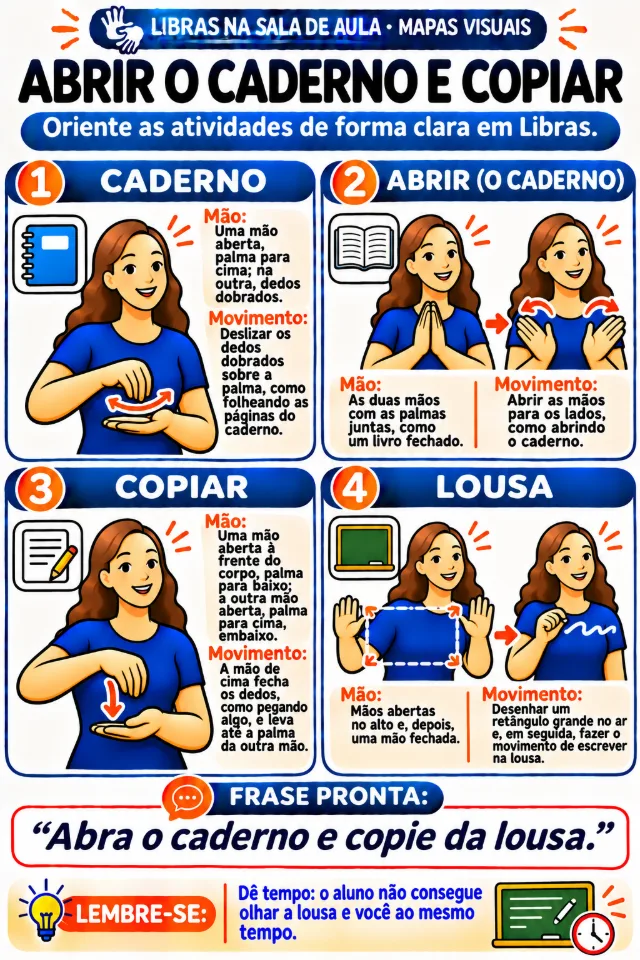 LIBRAS NA SALA DE AULA • MAPAS VISUAIS
ABRIR O CADERNO E COPIAR
Oriente as atividades de forma clara em Libras.
1 CADERNO
Mão:
Uma mão
aberta,
palma para
cima; na
outra, dedos
dobrados.
Movimento:
Deslizar os
dedos
dobrados
sobre a
palma, como
folheando as
páginas do
caderno.
2 ABRIR (O CADERNO)
Mão:
As duas mãos
com as palmas
juntas, como
um livro fechado.
Movimento:
Abrir as mãos
para os lados,
como abrindo
o caderno.
3 COPIAR
Mão:
Uma mão
aberta à
frente do
corpo, palma
para baixo;
a outra mão
aberta, palma
para cima,
embaixo.
Movimento:
A mão de
cima fecha
os dedos,
como pegando
algo, e leva
até a palma
da outra mão.
4 LOUSA
Mão:
Mãos abertas
no alto e, depois,
uma mão fechada.
Movimento:
Desenhar um
retângulo grande no ar
e, em seguida, fazer o
movimento de escrever
na lousa.
FRASE PRONTA:
“Abra o caderno e copie da lousa.”
LEMBRE-SE:
Dê tempo: o aluno não consegue
olhar a lousa e você ao mesmo
tempo.